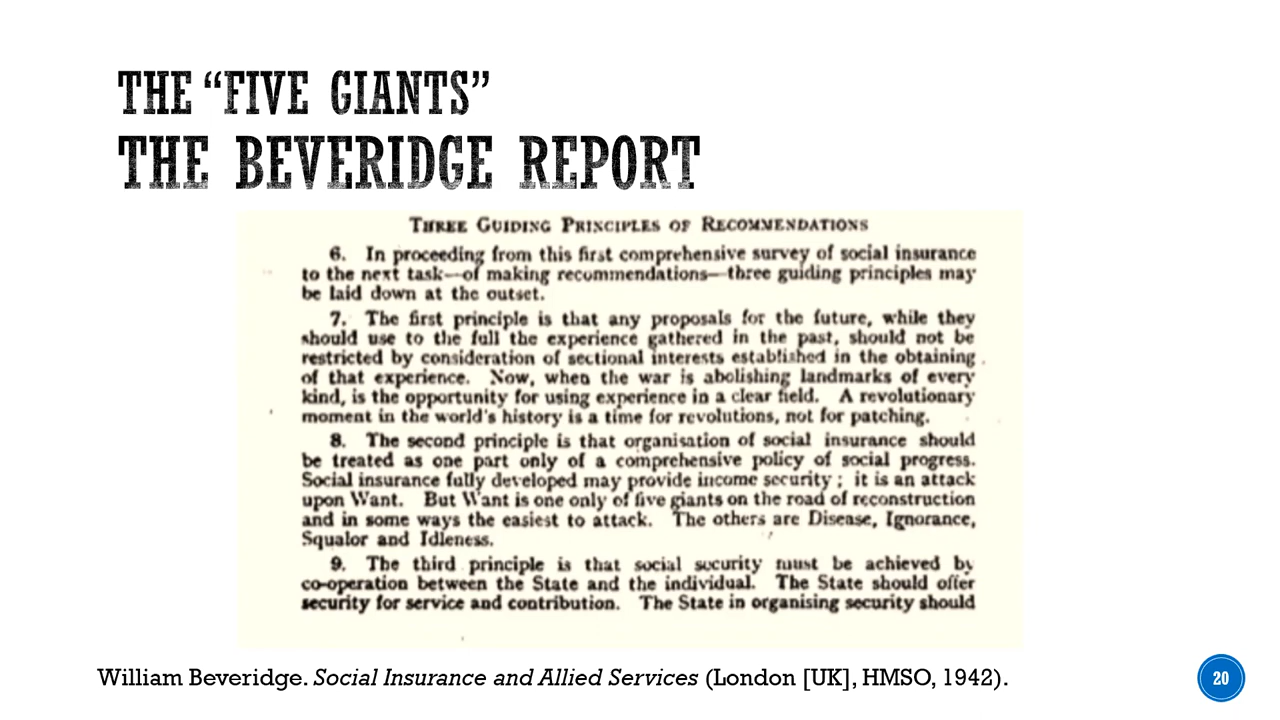 THE “FIVE GIANTS”
THE BEVERIDGE REPORT
THREE GUIDING PRINCIPLES OF RECOMMENDATIONS
6. In proceeding from this first comprehensive survey of social insurance
to the next task—of making recommendations—three guiding principles may
be laid down at the outset.
7. The first principle is that any proposals for the future, while they
should use to the full the experience gathered in the past, should not be
restricted by consideration of sectional interests established in the obtaining
of that experience. Now, when the war is abolishing landmarks of every
kind, is the opportunity for using experience in a clear field. A revolutionary
moment in the world's history is a time for revolutions, not for patching.
8. The second principle is that organisation of social insurance should
be treated as one part only of a comprehensive policy of social progress.
Social insurance fully developed may provide income security ; it is an attack
upon Want. But Want is one only of five giants on the road of reconstruction
and in some ways the easiest to attack. The others are Disease, Ignorance,
Squalor and Idleness.
9. The third principle is that social security must be achieved by
co-operation between the State and the individual. The State should offer
security for service and contribution. The State in organising security should
William Beveridge. Social Insurance and Allied Services (London [UK], HMSO, 1942).
20